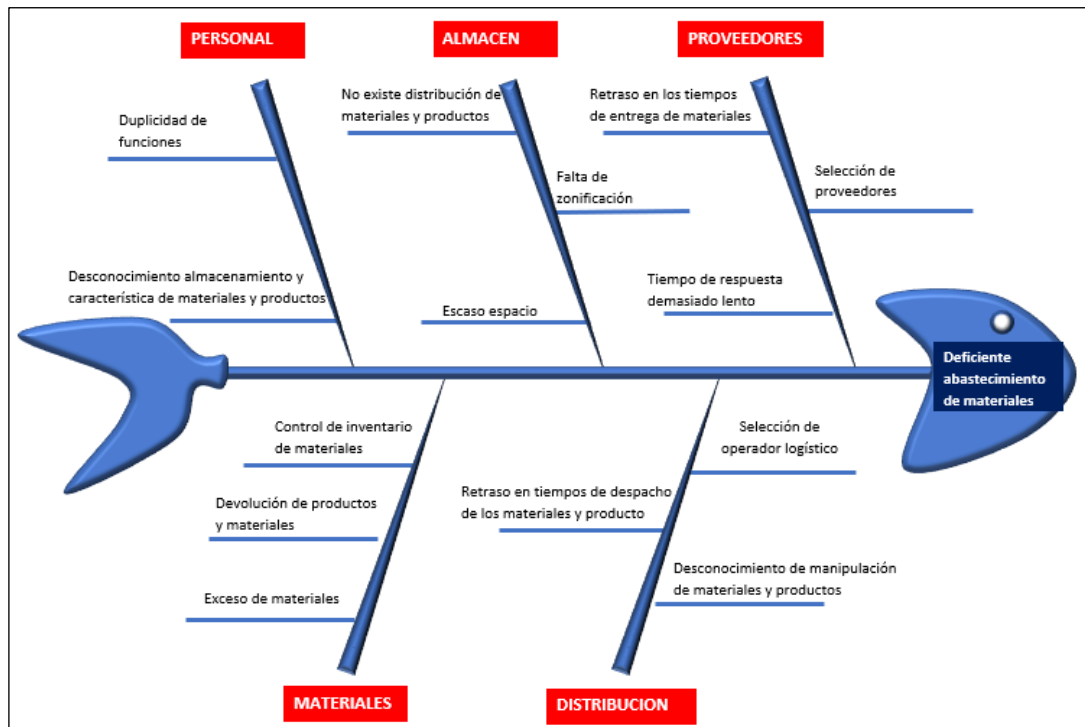 PERSONAL
ALMACEN
PROVEEDORES
Duplicidad de
funciones
Desconocimiento almacenamiento y
característica de materiales y productos
No existe distribución de
materiales y productos
Falta de
zonificación
Escaso espacio
Retraso en los tiempos
de entrega de materiales
Selección de
proveedores
Tiempo de respuesta
demasiado lento
Deficiente
abastecimiento
de materiales
Control de inventario
de materiales
Devolución de productos
y materiales
Exceso de materiales
Selección de
operador logístico
Retraso en tiempos de despacho
de los materiales y producto
Desconocimiento de manipulación
de materiales y productos
MATERIALES
DISTRIBUCION